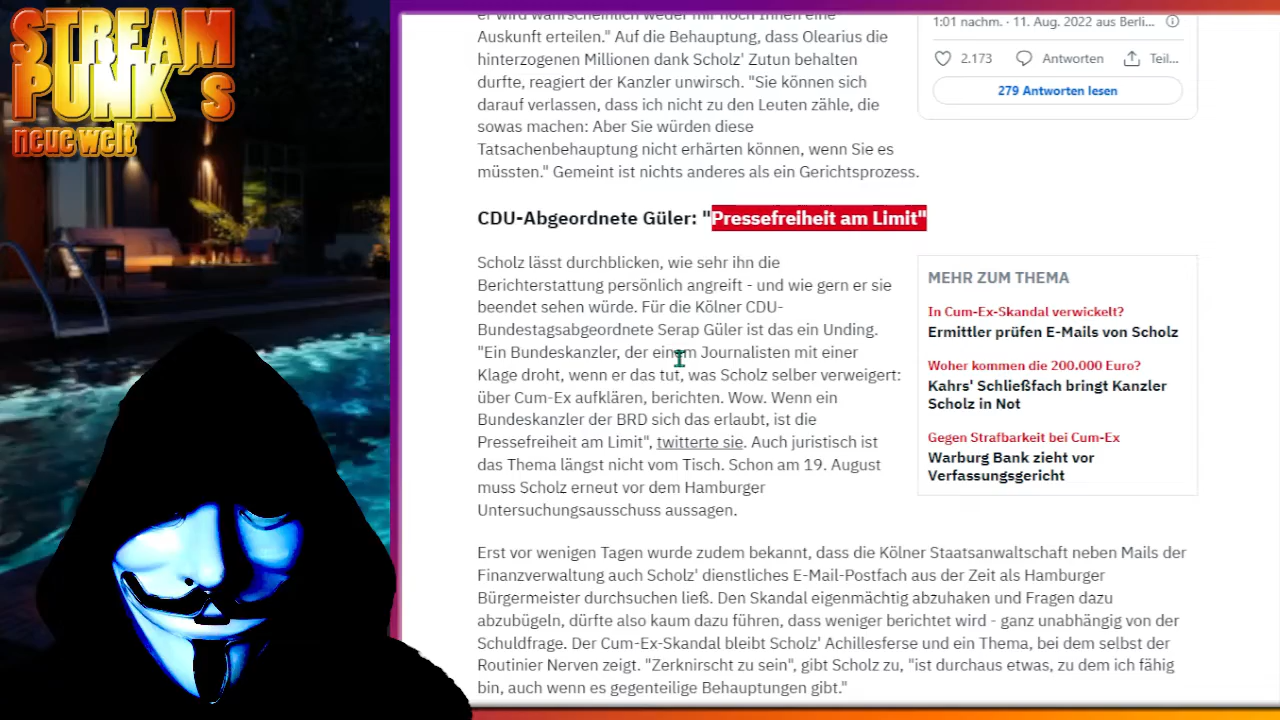 STREAM
PUNK´s
neue welt
er wird wahrscheinlich weder mir noch Ihnen eine
Auskunft erteilen." Auf die Behauptung, dass Olearius die
hinterzogenen Millionen dank Scholz' Zutun behalten
durfte, reagiert der Kanzler unwirsch. "Sie können sich
darauf verlassen, dass ich nicht zu den Leuten zähle, die
sowas machen: Aber Sie würden diese
Tatsachenbehauptung nicht erhärten können, wenn Sie es
müssten." Gemeint ist nichts anderes als ein Gerichtsprozess.
CDU-Abgeordnete Güler: "Pressefreiheit am Limit"
Scholz lässt durchblicken, wie sehr ihn die
Berichterstattung persönlich angreift - und wie gern er sie
beendet sehen würde. Für die Kölner CDU-
Bundestagsabgeordnete Serap Güler ist das ein Unding.
"Ein Bundeskanzler, der einem Journalisten mit einer
Klage droht, wenn er das tut, was Scholz selber verweigert:
über Cum-Ex aufklären, berichten. Wow. Wenn ein
Bundeskanzler der BRD sich das erlaubt, ist die
Pressefreiheit am Limit", twitterte sie. Auch juristisch ist
das Thema längst nicht vom Tisch. Schon am 19. August
muss Scholz erneut vor dem Hamburger
Untersuchungsausschuss aussagen.
Erst vor wenigen Tagen wurde zudem bekannt, dass die Kölner Staatsanwaltschaft neben Mails der
Finanzverwaltung auch Scholz' dienstliches E-Mail-Postfach aus der Zeit als Hamburger
Bürgermeister durchsuchen ließ. Den Skandal eigenmächtig abzuhaken und Fragen dazu
abzubügeln, dürfte also kaum dazu führen, dass weniger berichtet wird - ganz unabhängig von der
Schuldfrage. Der Cum-Ex-Skandal bleibt Scholz' Achillesferse und ein Thema, bei dem selbst der
Routinier Nerven zeigt. "Zerknirscht zu sein", gibt Scholz zu, "ist durchaus etwas, zu dem ich fähig
bin, auch wenn es gegenteilige Behauptungen gibt."
1:01 nachm. · 11. Aug. 2022 aus Berli...
2.173 Antworten Teil...
279 Antworten lesen
MEHR ZUM THEMA
In Cum-Ex-Skandal verwickelt?
Ermittler prüfen E-Mails von Scholz
Woher kommen die 200.000 Euro?
Kahrs' Schließfach bringt Kanzler
Scholz in Not
Gegen Strafbarkeit bei Cum-Ex
Warburg Bank zieht vor
Verfassungsgericht